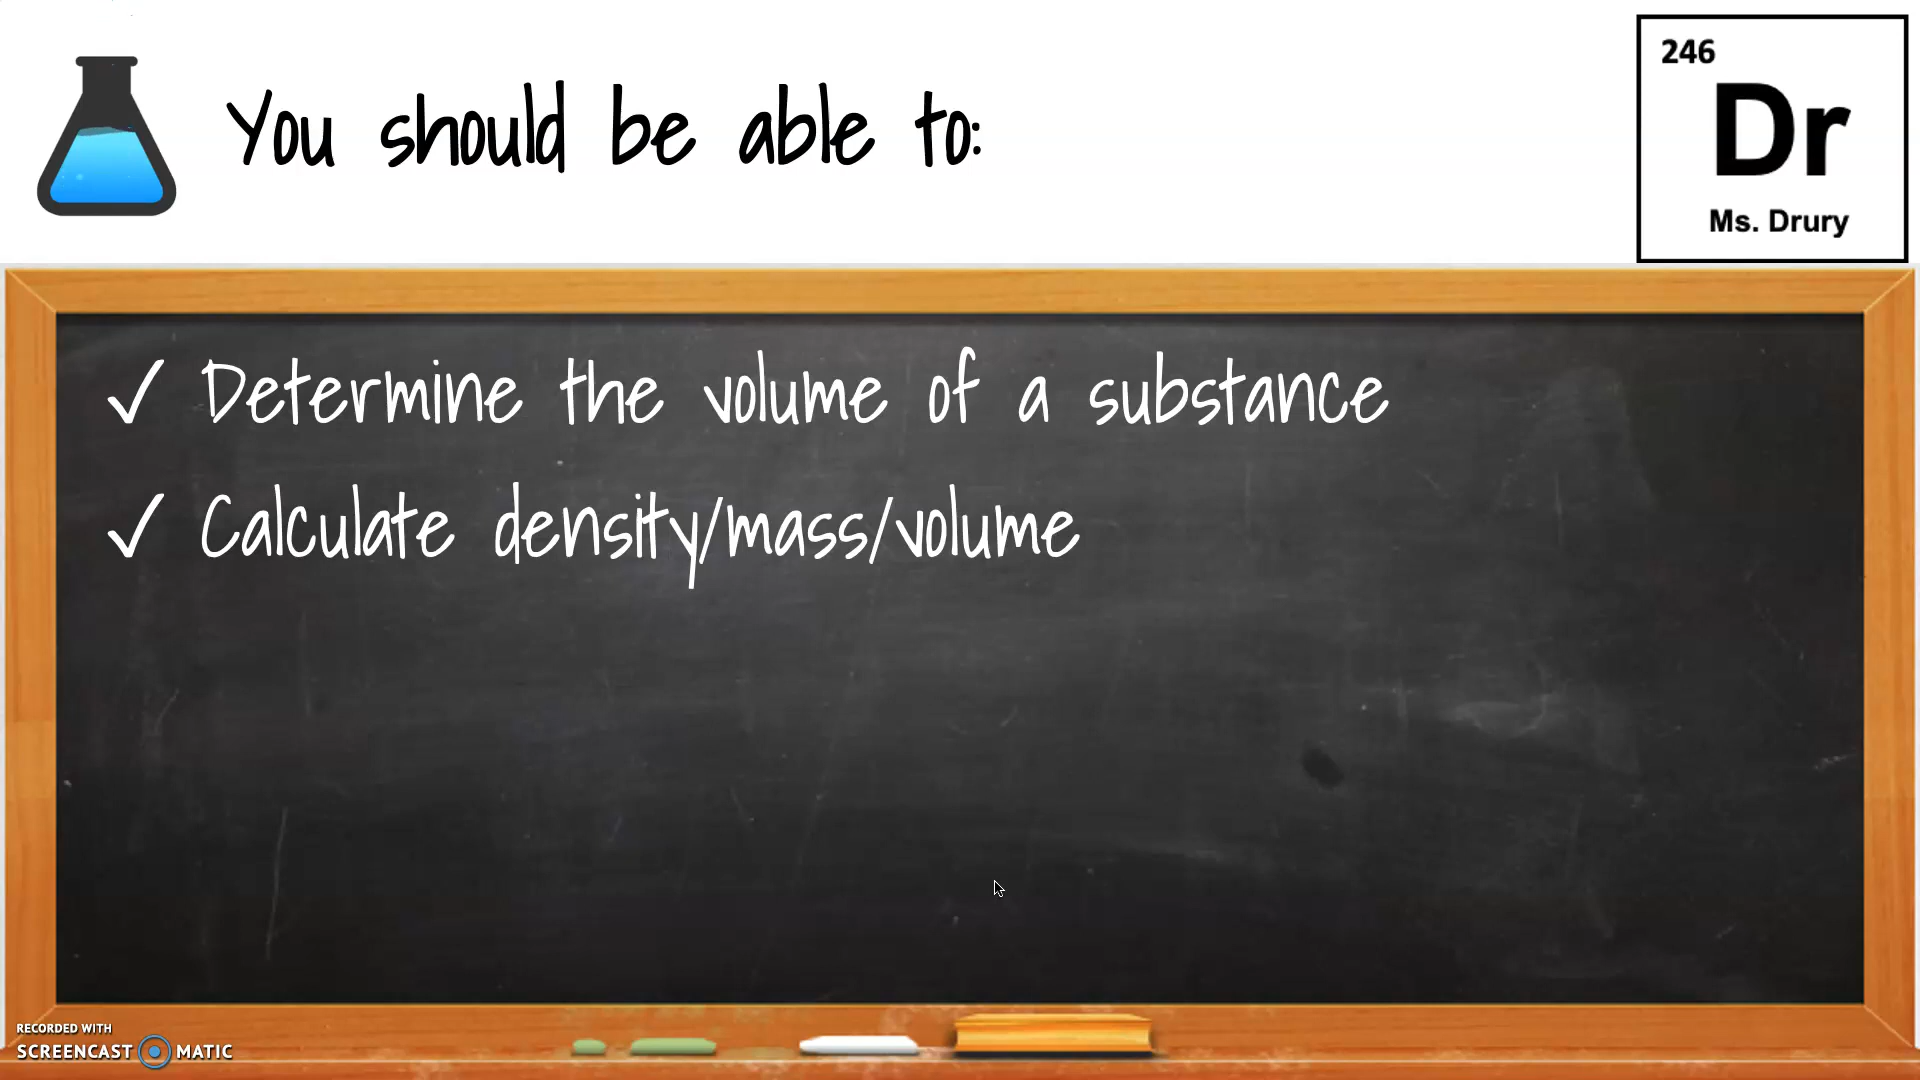 You should be able to:
246
Dr
Ms. Drury
✓ Determine the volume of a substance
✓ Calculate density/mass/volume
RECORDED WITH
SCREENCAST MATIC